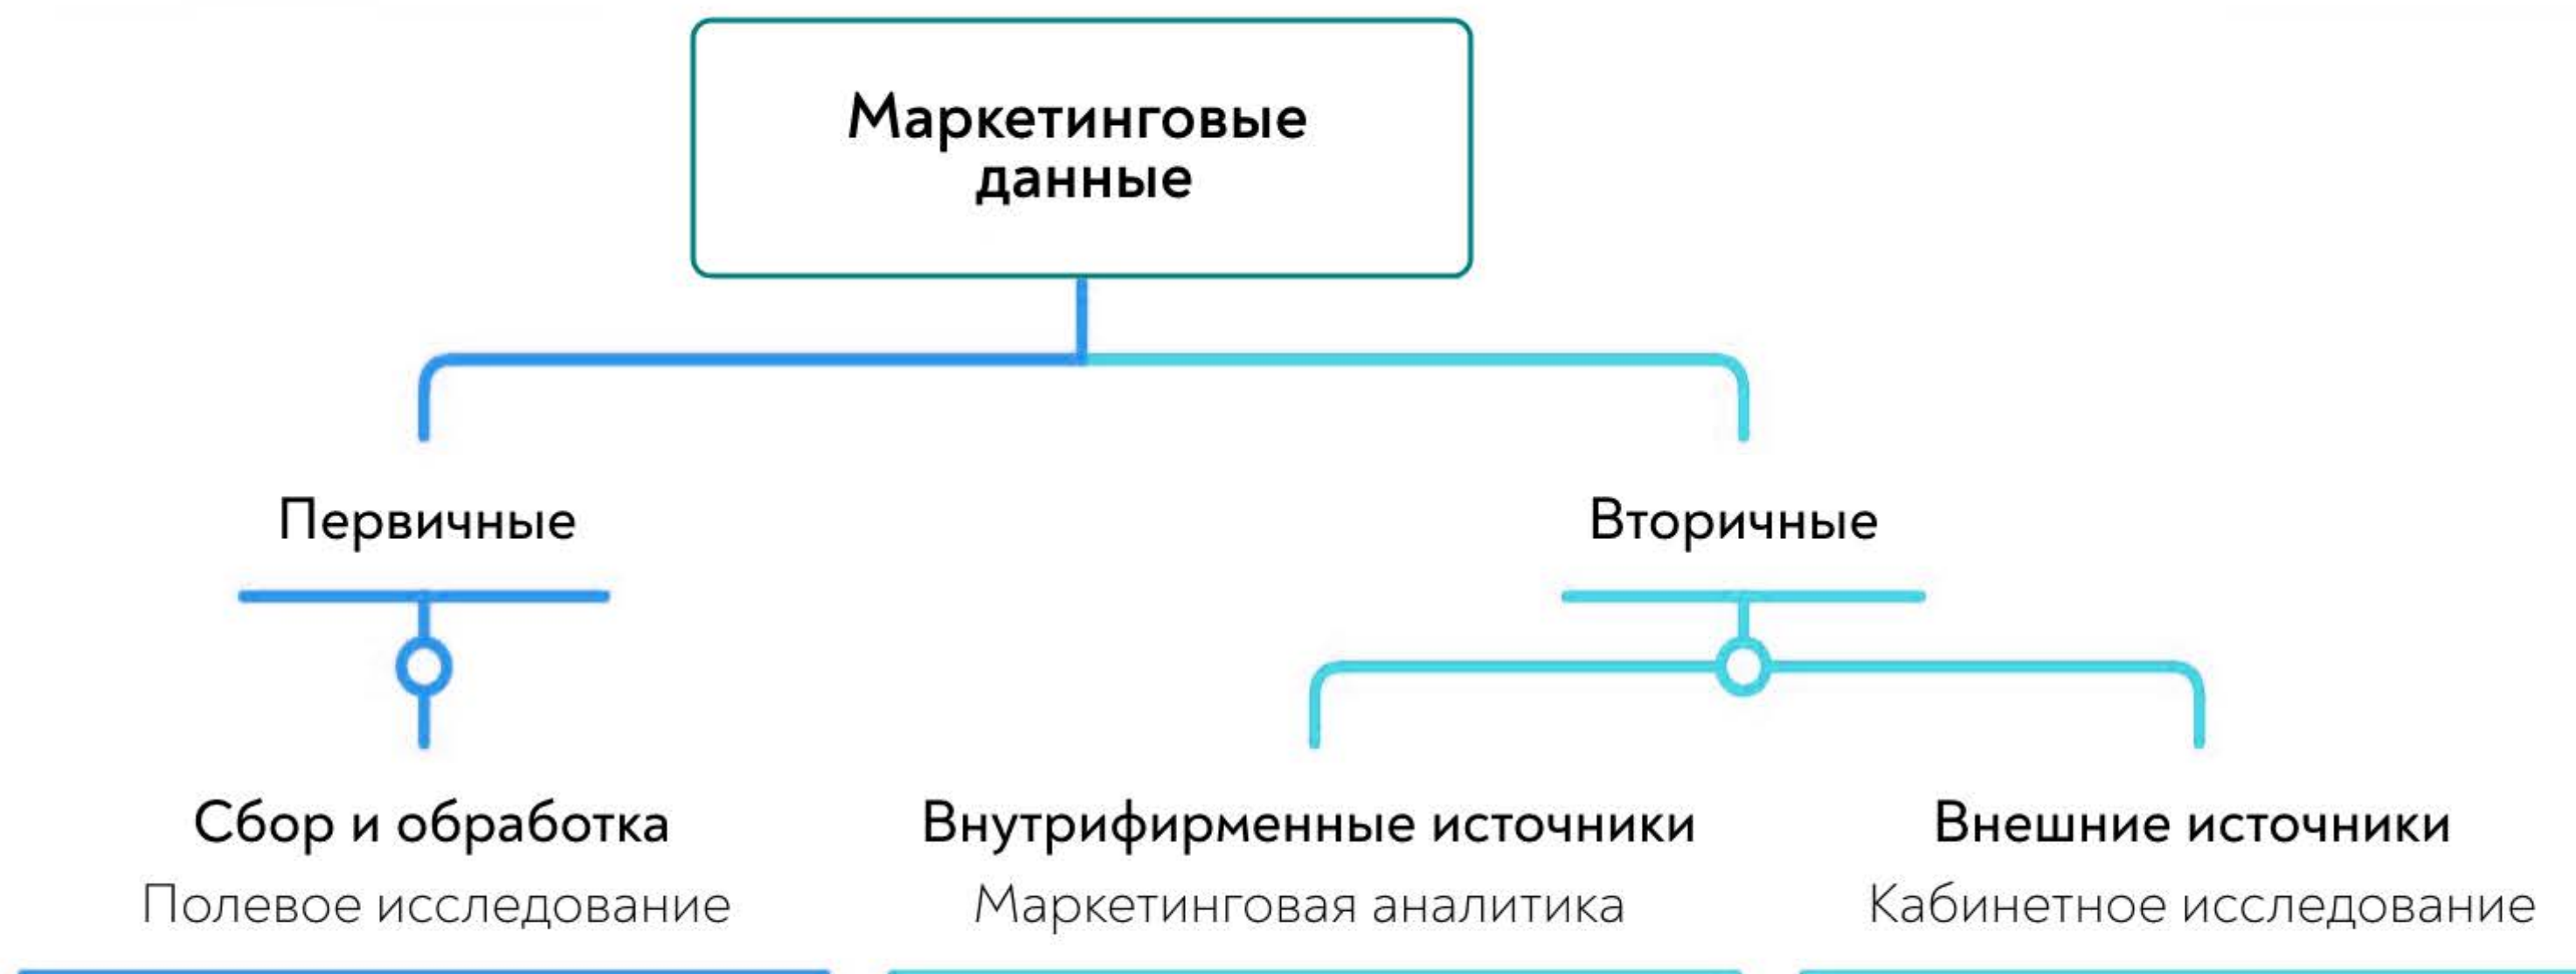 Маркетинговые
данные
Первичные
Вторичные
Сбор и обработка
Внутрифирменные источники
Внешние источники
Полевое исследование
Маркетинговая аналитика
Кабинетное исследование